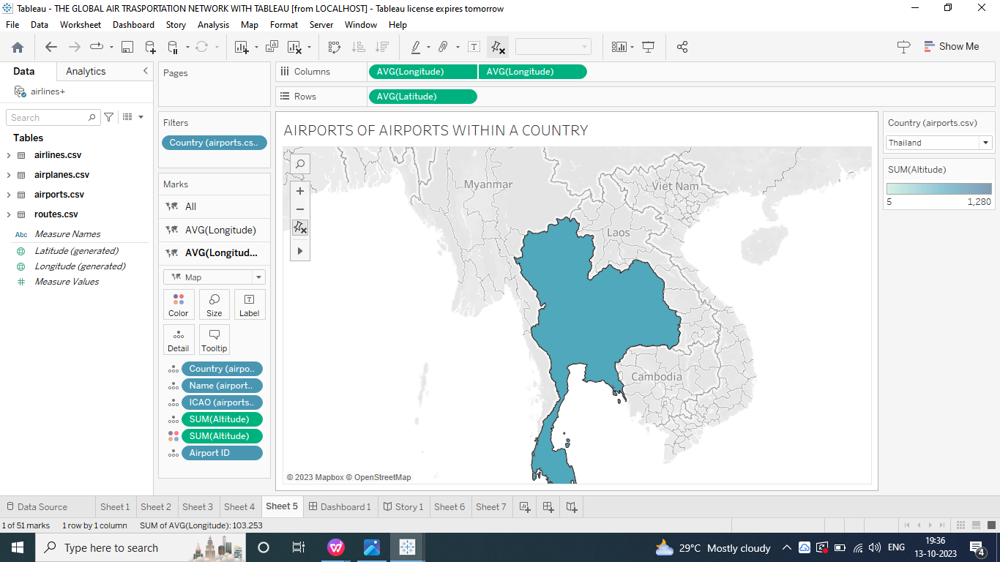 Tableau - THE GLOBAL AIR TRASPORTATION NETWORK WITH TABLEAU [from LOCALHOST] - Tableau license expires tomorrow
File Data Worksheet Dashboard Story Analysis Map Format Server Window Help
Show Me
Data Analytics
airlines+
Search
Tables
airlines.csv
airplanes.csv
airports.csv
routes.csv
Abc Measure Names
Latitude (generated)
Longitude (generated)
Measure Values
Pages
Filters
Country (airports.cs..
Marks
All
AVG(Longitude)
AVG(Longitud...
Map
Color Size Label
Detail Tooltip
Country (airpo..
Name (airport..
ICAO (airports..
SUM(Altitude)
SUM(Altitude)
Airport ID
Columns AVG(Longitude) AVG(Longitude)
Rows AVG(Latitude)
AIRPORTS OF AIRPORTS WITHIN A COUNTRY
Myanmar
Viet Nam
Laos
Cambodia
© 2023 Mapbox © OpenStreetMap
Country (airports.csv)
Thailand
SUM(Altitude)
5 1,280
Data Source Sheet 1 Sheet 2 Sheet 3 Sheet 4 Sheet 5 Dashboard 1 Story 1 Sheet 6 Sheet 7
1 of 51 marks 1 row by 1 column SUM of AVG(Longitude): 103.253
Type here to search
29°C Mostly cloudy
ENG
19:36
13-10-2023
4